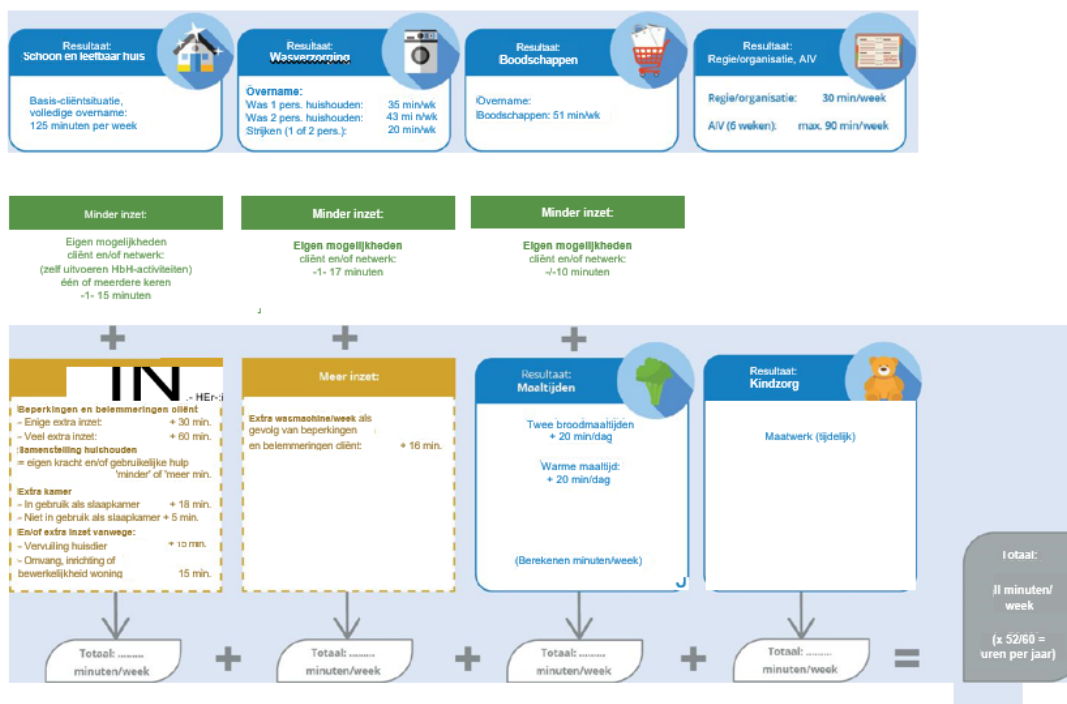 Resultaat:
Schoon en leefbaar huis
Basis-cliëntsituatie,
volledige overname:
125 minuten per week
Resultaat:
Wasverzorging
Overname:
Was 1 pers. huishouden: 35 min/wk
Was 2 pers. huishouden: 43 mi n/wk
Strijken (1 of 2 pers.): 20 min/wk
Resultaat:
Boodschappen
Overname:
Boodschappen: 51 min/wk
Resultaat:
Regie/organisatie, AIV
Regie/organisatie: 30 min/week
AIV (6 weken): max. 90 min/week
Minder inzet:
Eigen mogelijkheden
cliënt en/of netwerk:
(zelf uitvoeren HbH-activiteiten)
één of meerdere keren
-1- 15 minuten
Minder inzet:
Eigen mogelijkheden
cliënt en/of netwerk:
-1- 17 minuten
Minder inzet:
Eigen mogelijkheden
cliënt en/of netwerk:
-/-10 minuten
+
+
+
IN
.- HEr-:i
Beperkingen en belemmeringen cliënt
- Enige extra inzet: + 30 min.
- Veel extra inzet: + 60 min.
Samenstelling huishouden
= eigen kracht en/of gebruikelijke hulp
'minder' of 'meer min.
Extra kamer
- In gebruik als slaapkamer + 18 min.
- Niet in gebruik als slaapkamer + 5 min.
En/of extra inzet vanwege:
- Vervuiling huisdier + 15 min.
- Omvang, inrichting of
bewerkelijkheid woning 15 min.
Meer inzet:
Extra wasmachine/week als
gevolg van beperkingen
en belemmeringen cliënt: + 16 min.
Resultaat:
Maaltijden
Twee broodmaaltijden
+ 20 min/dag
Warme maaltijd:
+ 20 min/dag
(Berekenen minuten/week)
Resultaat:
Kindzorg
Maatwerk (tijdelijk)
Totaal: .........
minuten/week
+
Totaal: .........
minuten/week
+
Totaal: .........
minuten/week
+
Totaal: .........
minuten/week
=
Totaal:
II minuten/
week
(x 52/60 =
uren per jaar)